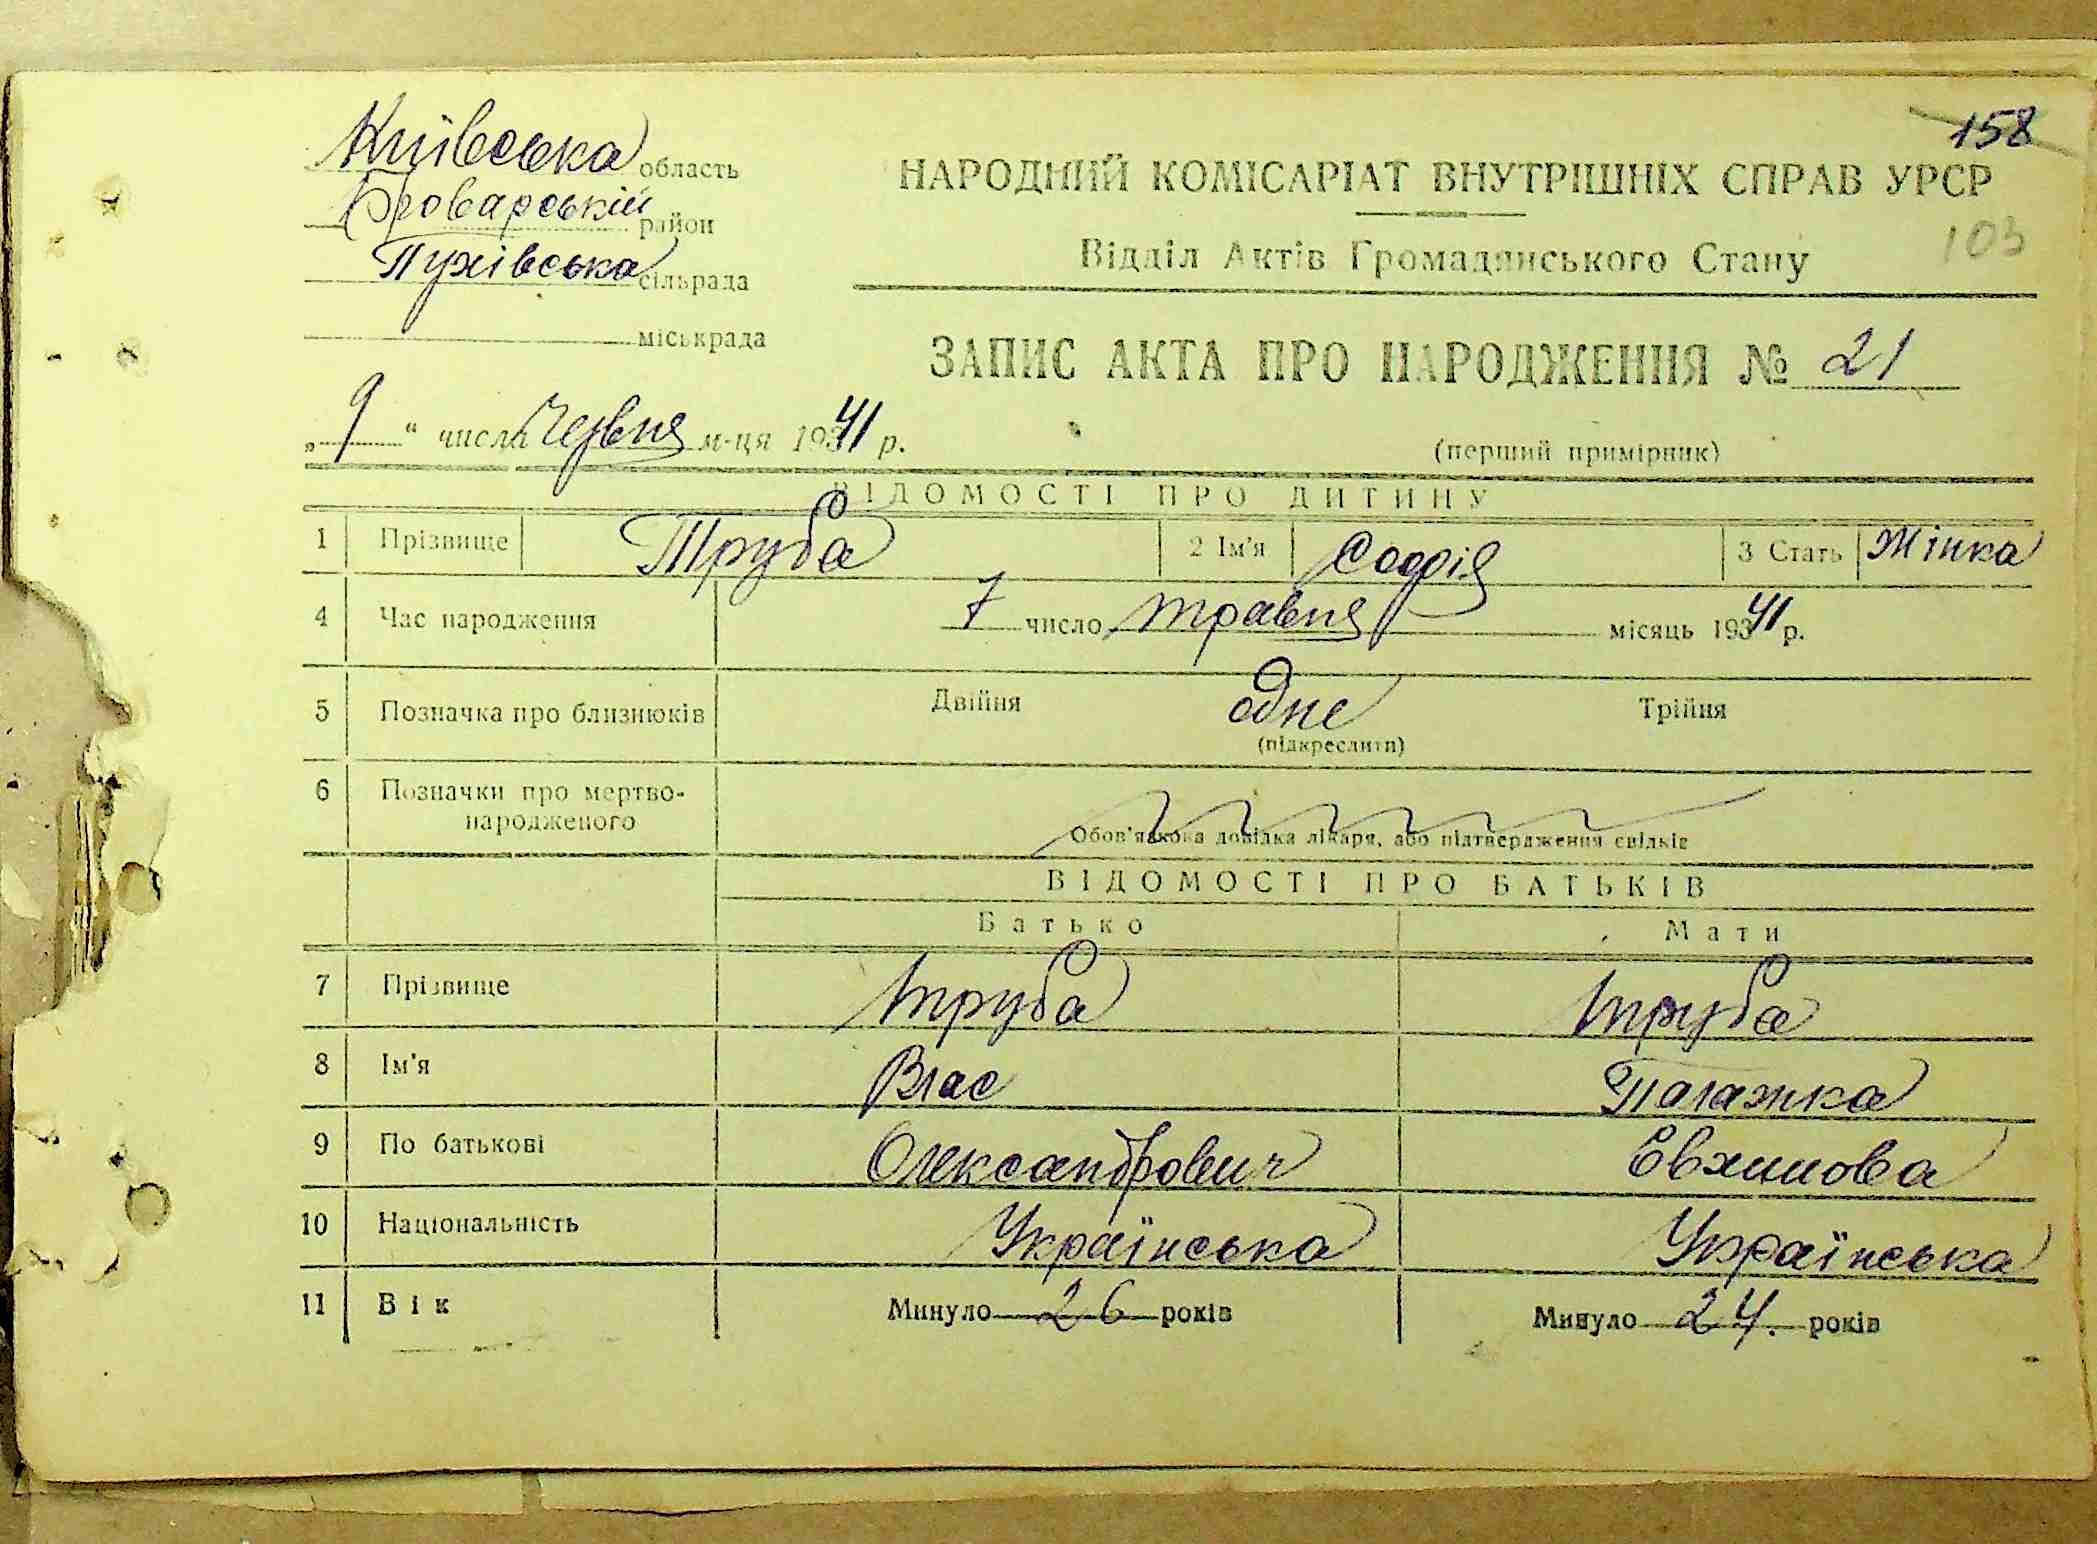 158
Київська область
Броварській район
Пухівська сільрада
міськрада
НАРОДНИЙ КОМІСАРІАТ ВНУТРІШНІХ СПРАВ УРСР
103
Відділ Актів Громадянського Стану
ЗАПИС АКТА ПРО НАРОДЖЕННЯ № 21
„9“ числа Червня м-ця 1941 р.
(перший примірник)
ВІДОМОСТІ ПРО ДИТИНУ
1 Прізвище Труба 2 Ім'я Софія 3 Стать Жінка
4 Час народження 7 число травня місяць 1941 р.
5 Позначка про близнюків Двійня одне Трійня
(підкреслити)
6 Позначки про мертво-
народженого
Обов'язкова довідка лікаря, або підтвердження свідків
ВІДОМОСТІ ПРО БАТЬКІВ
Батько Мати
7 Прізвище Труба Труба
8 Ім'я Влас Палажка
9 По батькові Олександрович
10 Національність Українська Українська
11 Вік Минуло 26 років Минуло 24. років